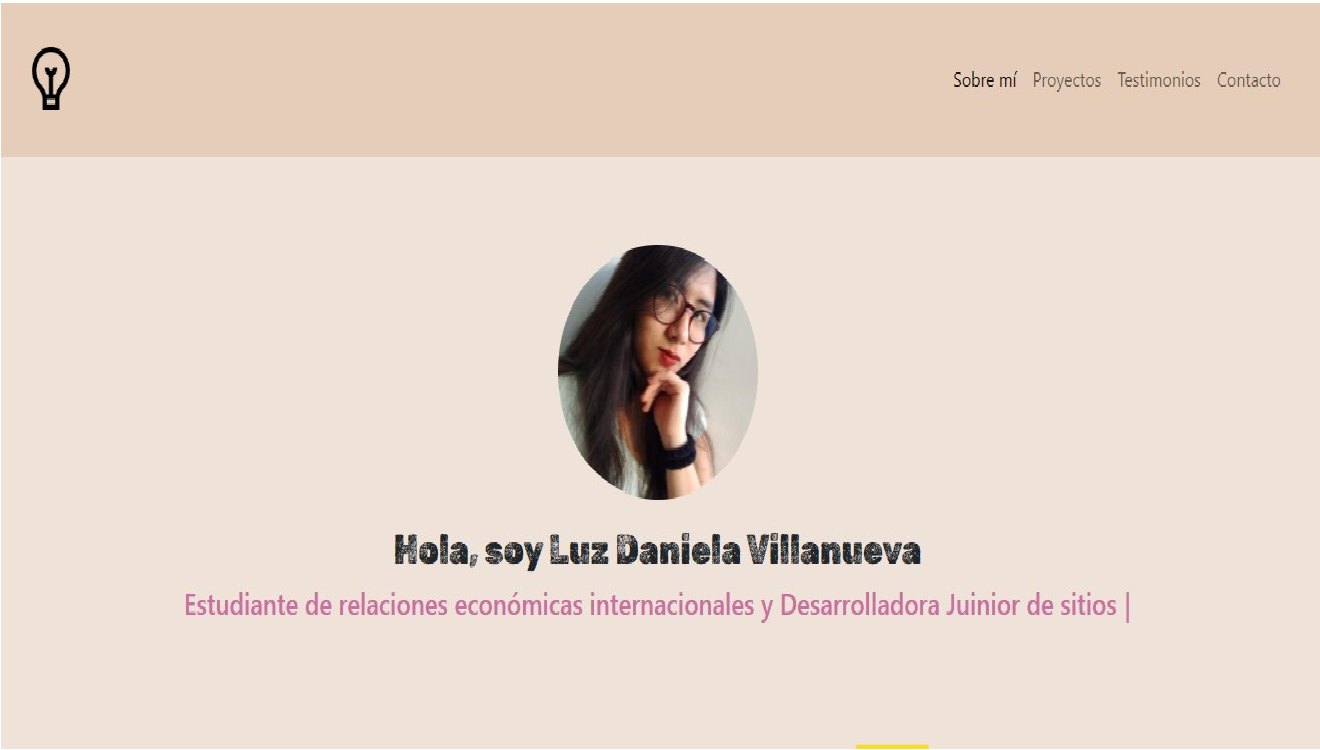 Sobre mí Proyectos Testimonios Contacto
Hola, soy Luz Daniela Villanueva
Estudiante de relaciones económicas internacionales y Desarrolladora Juinior de sitios |